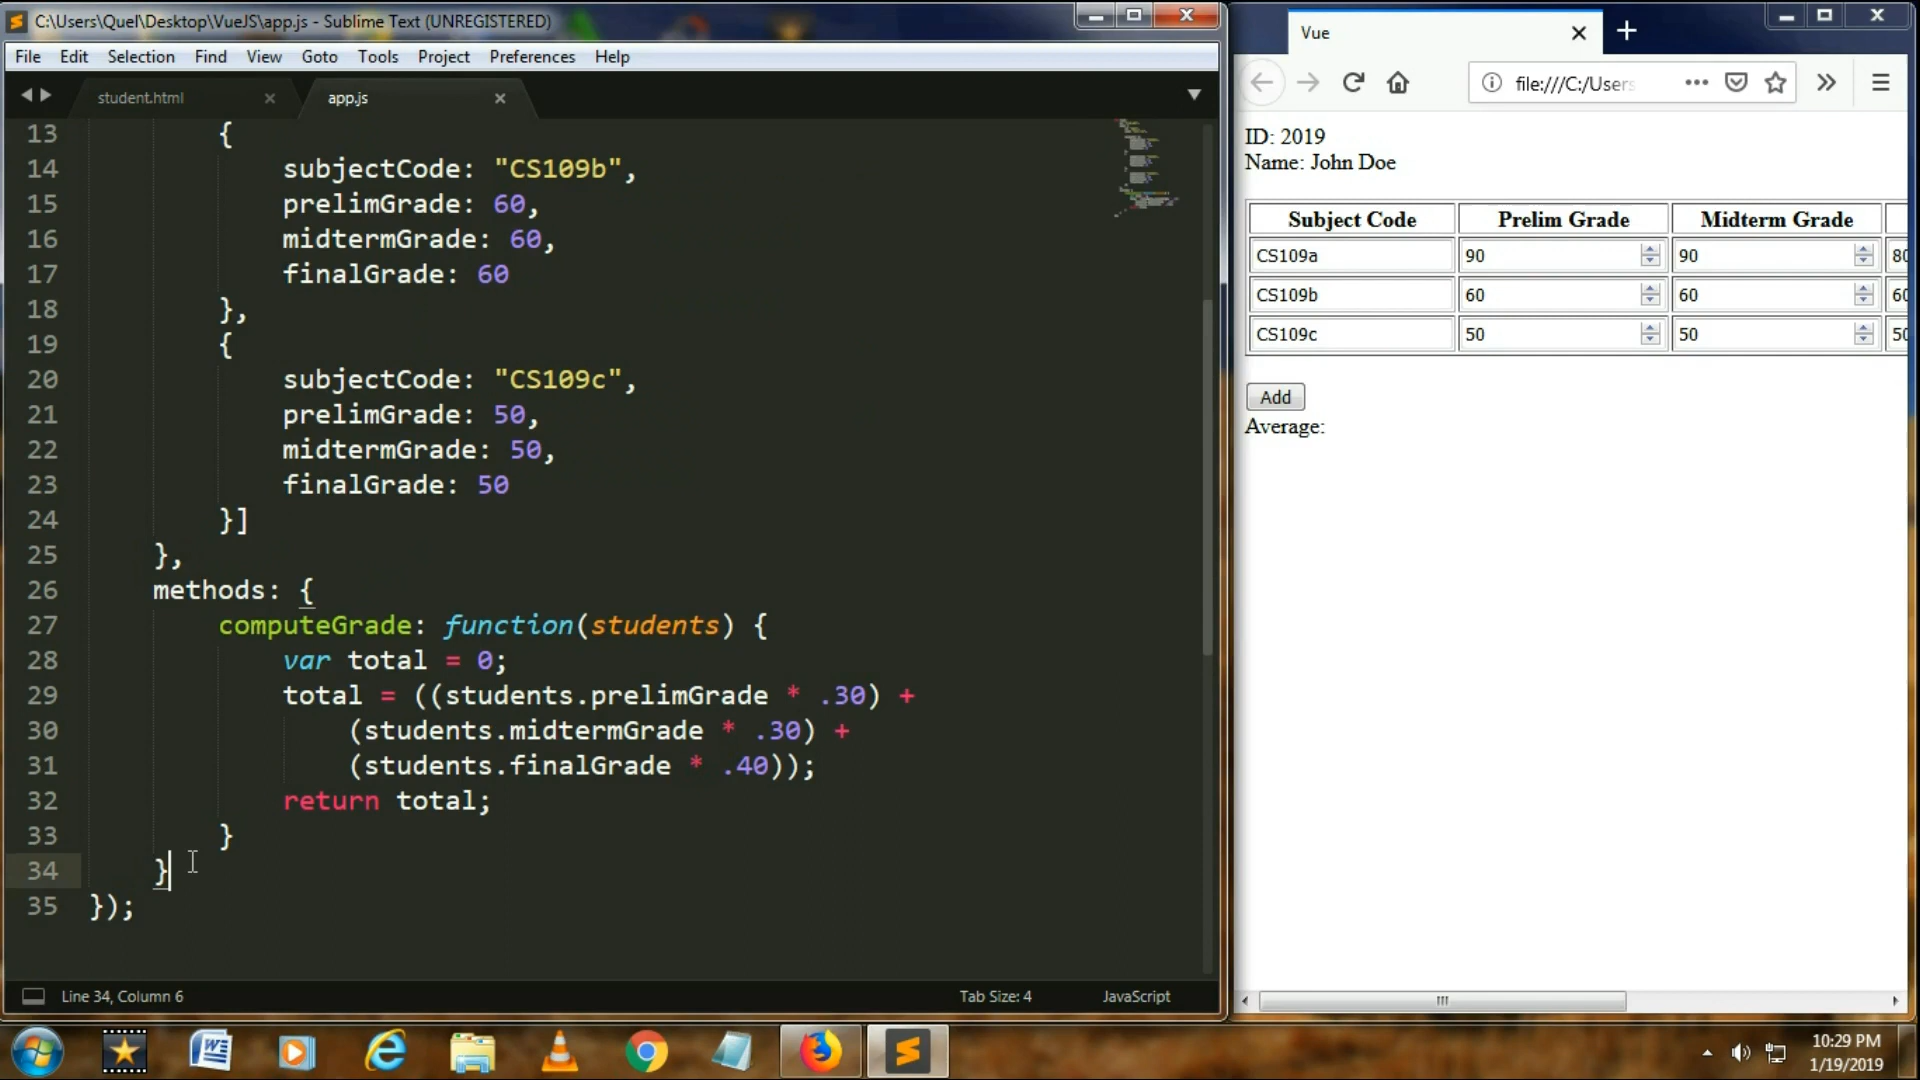 C:\Users\Quel\Desktop\VueJS\app.js - Sublime Text (UNREGISTERED)
File Edit Selection Find View Goto Tools Project Preferences Help
student.html
app.js
13 {
14 subjectCode: "CS109b",
15 prelimGrade: 60,
16 midtermGrade: 60,
17 finalGrade: 60
18 },
19 {
20 subjectCode: "CS109c",
21 prelimGrade: 50,
22 midtermGrade: 50,
23 finalGrade: 50
24 }]
25 },
26 methods: {
27 computeGrade: function(students) {
28 var total = 0;
29 total = ((students.prelimGrade * .30) +
30 (students.midtermGrade * .30) +
31 (students.finalGrade * .40));
32 return total;
33 }
34 }
35 });
Line 34, Column 6
Tab Size: 4
JavaScript
Vue
file:///C:/Users
ID: 2019
Name: John Doe
Subject Code Prelim Grade Midterm Grade
CS109a 90 90 80
CS109b 60 60 60
CS109c 50 50 50
Add
Average:
10:29 PM
1/19/2019